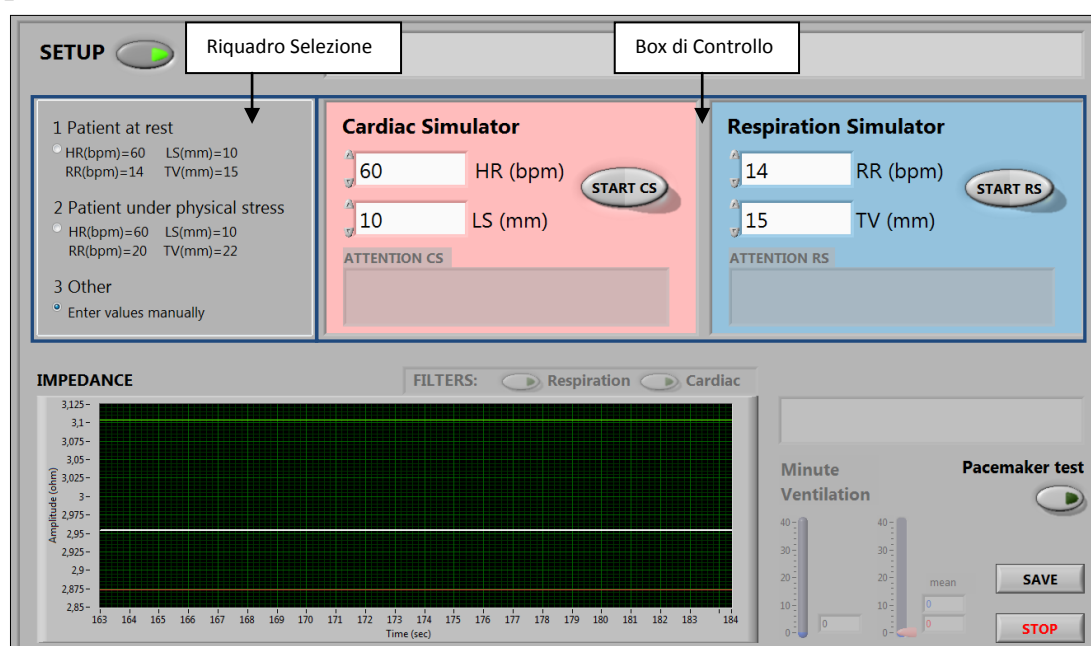 SETUP
Riquadro Selezione
Box di Controllo
1 Patient at rest
HR(bpm)=60 LS(mm)=10
RR(bpm)=14 TV(mm)=15
2 Patient under physical stress
HR(bpm)=60 LS(mm)=10
RR(bpm)=20 TV(mm)=22
3 Other
Enter values manually
Cardiac Simulator
60 HR (bpm)
START CS
10 LS (mm)
ATTENTION CS
Respiration Simulator
14 RR (bpm)
START RS
15 TV (mm)
ATTENTION RS
IMPEDANCE
FILTERS: Respiration Cardiac
3,125
3,1
3,075
3,05
3,025
3
2,975
2,95
2,925
2,9
2,875
2,85
Amplitude (ohm)
163 164 165 166 167 168 169 170 171 172 173 174 175 176 177 178 179 180 181 182 183 184
Time (sec)
Minute
Ventilation
40
30
20
10
0
0
40
30
20
10
0
mean
0
0
Pacemaker test
SAVE
STOP